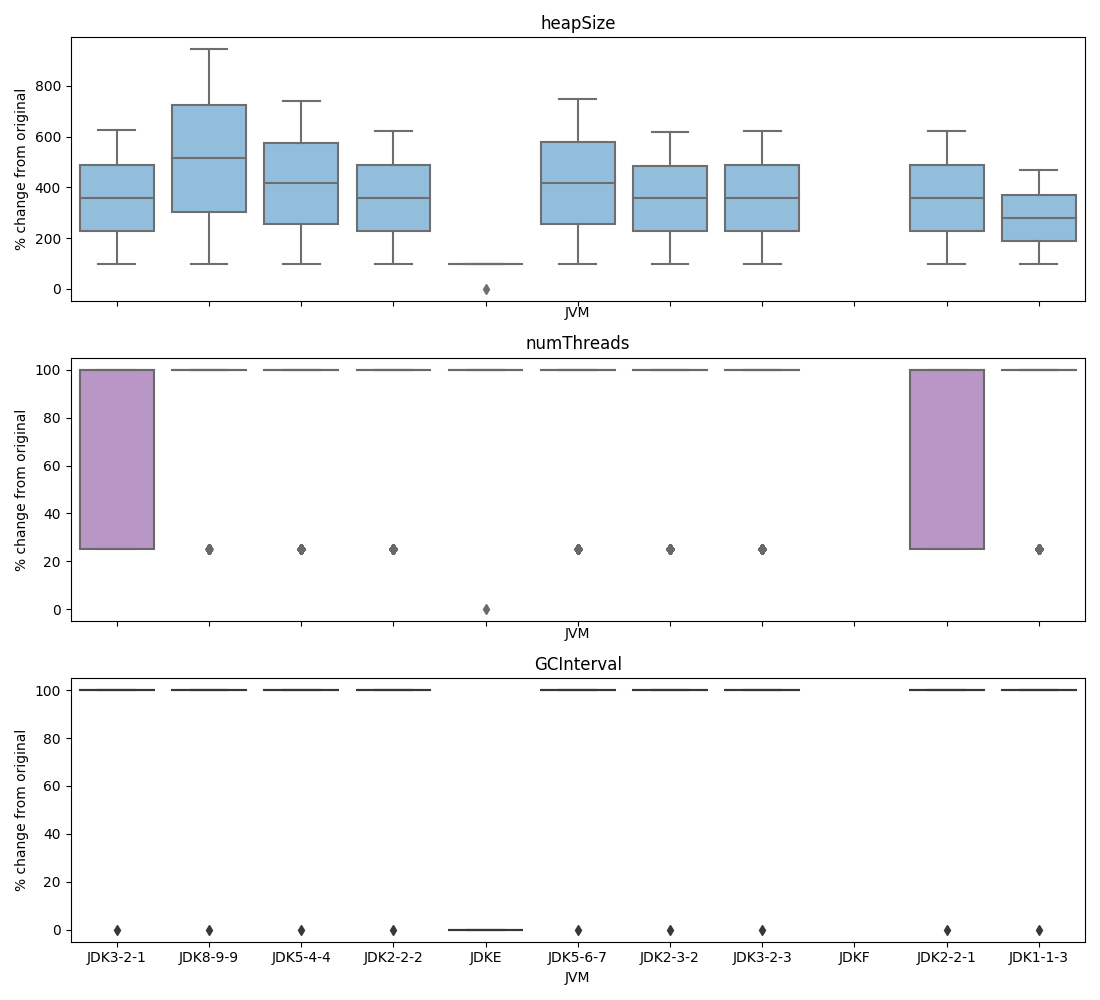 heapSize
% change from original
800
600
400
200
0
JVM
numThreads
% change from original
100
80
60
40
20
0
JVM
GCInterval
% change from original
100
80
60
40
20
0
JDK3-2-1 JDK8-9-9 JDK5-4-4 JDK2-2-2 JDKE JDK5-6-7 JDK2-3-2 JDK3-2-3 JDKF JDK2-2-1 JDK1-1-3
JVM